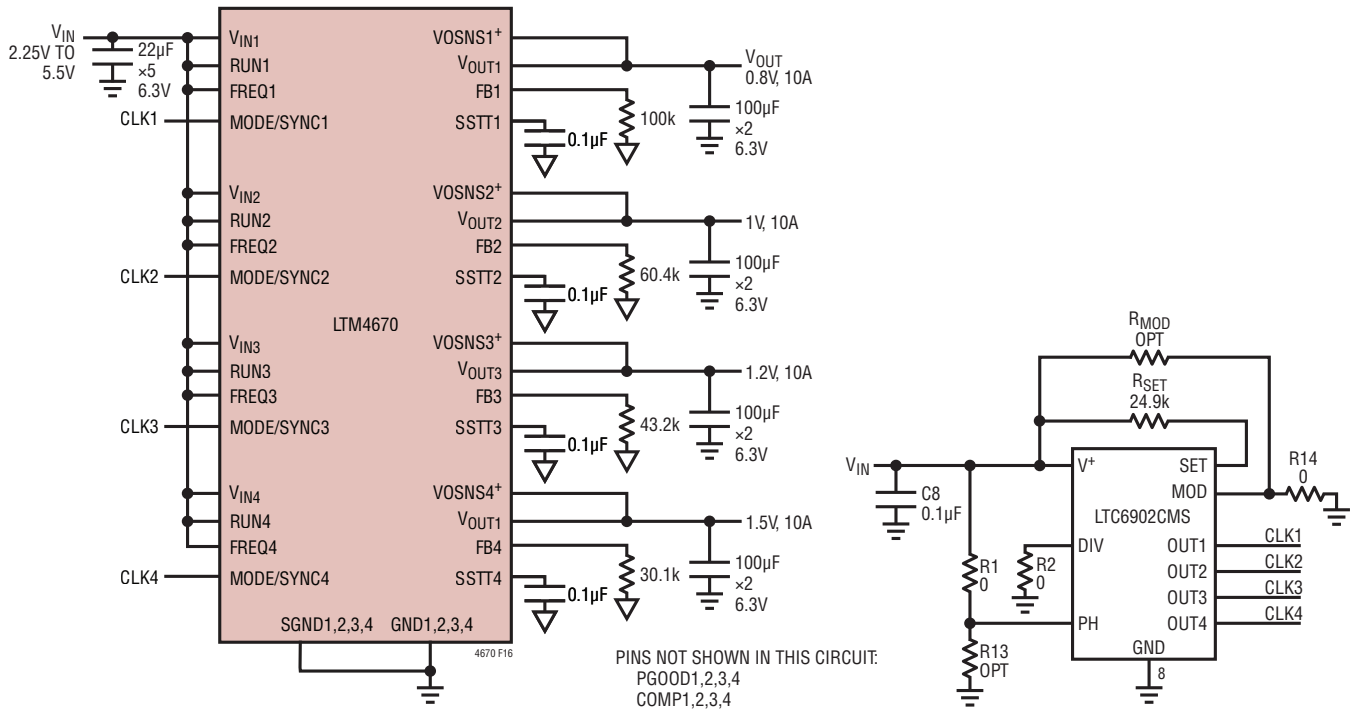 VIN
2.25V TO
5.5V
22µF
×5
6.3V
VIN1
RUN1
FREQ1
CLK1
MODE/SYNC1
VOSNS1+
VOUT1
FB1
SSTT1
0.1µF
100k
VOUT
0.8V, 10A
100µF
×2
6.3V
VIN2
RUN2
FREQ2
CLK2
MODE/SYNC2
VOSNS2+
VOUT2
FB2
SSTT2
0.1µF
60.4k
1V, 10A
100µF
×2
6.3V
LTM4670
VIN3
RUN3
FREQ3
CLK3
MODE/SYNC3
VOSNS3+
VOUT3
FB3
SSTT3
0.1µF
43.2k
1.2V, 10A
100µF
×2
6.3V
VIN4
RUN4
FREQ4
CLK4
MODE/SYNC4
VOSNS4+
VOUT1
FB4
SSTT4
0.1µF
30.1k
1.5V, 10A
100µF
×2
6.3V
SGND1,2,3,4 GND1,2,3,4
4670 F16
PINS NOT SHOWN IN THIS CIRCUIT:
PGOOD1,2,3,4
COMP1,2,3,4
RMOD
OPT
RSET
24.9k
VIN
C8
0.1µF
R1
0
R13
OPT
R2
0
V+
DIV
PH
SET
MOD
LTC6902CMS
OUT1
OUT2
OUT3
OUT4
GND
8
R14
0
CLK1
CLK2
CLK3
CLK4